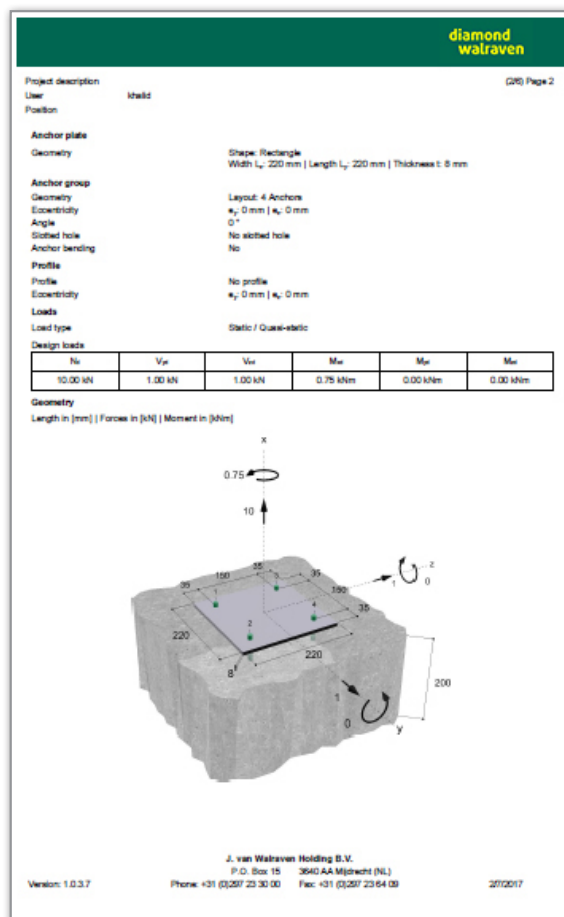 diamond
walraven
Project description (2/6) Page 2
User khalid
Position
Anchor plate
Geometry Shape: Rectangle
Width Lz: 220 mm | Length Ly: 220 mm | Thickness t: 8 mm
Anchor group
Geometry Layout: 4 Anchors
Eccentricity ey: 0 mm | ez: 0 mm
Angle 0 °
Slotted hole No slotted hole
Anchor bending No
Profile
Profile No profile
Eccentricity ey: 0 mm | ez: 0 mm
Loads
Load type Static / Quasi-static
Design loads
10.00 kN 1.00 kN 1.00 kN 0.75 kNm 0.00 kNm 0.00 kNm
Geometry
Length in [mm] | Forces in [kN] | Moment in [kNm]
x
0.75
10
35 150 35
1 3 35
150
2 4 35
z
1 0
220
8
220
200
1
0
y
J. van Walraven Holding B.V.
P.O. Box 15 3640 AA Mijdrecht (NL)
Version: 1.0.3.7 Phone: +31 (0)297 23 30 00 Fax: +31 (0)297 23 64 09 2/7/2017